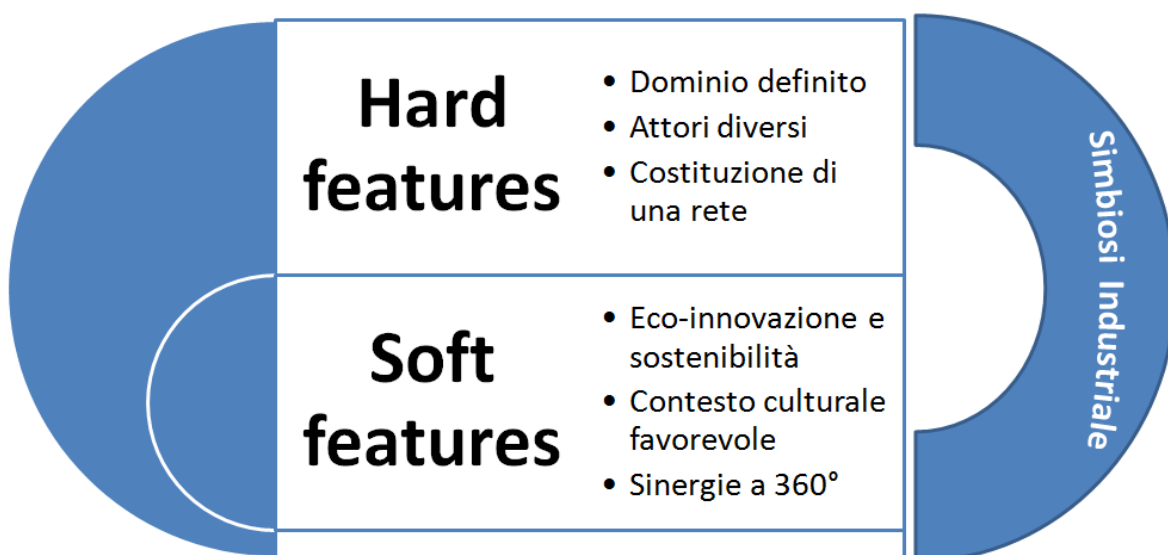 Hard
features
• Dominio definito
• Attori diversi
• Costituzione di
una rete
Soft
features
• Eco-innovazione e
sostenibilità
• Contesto culturale
favorevole
• Sinergie a 360°
Simbiosi Industriale